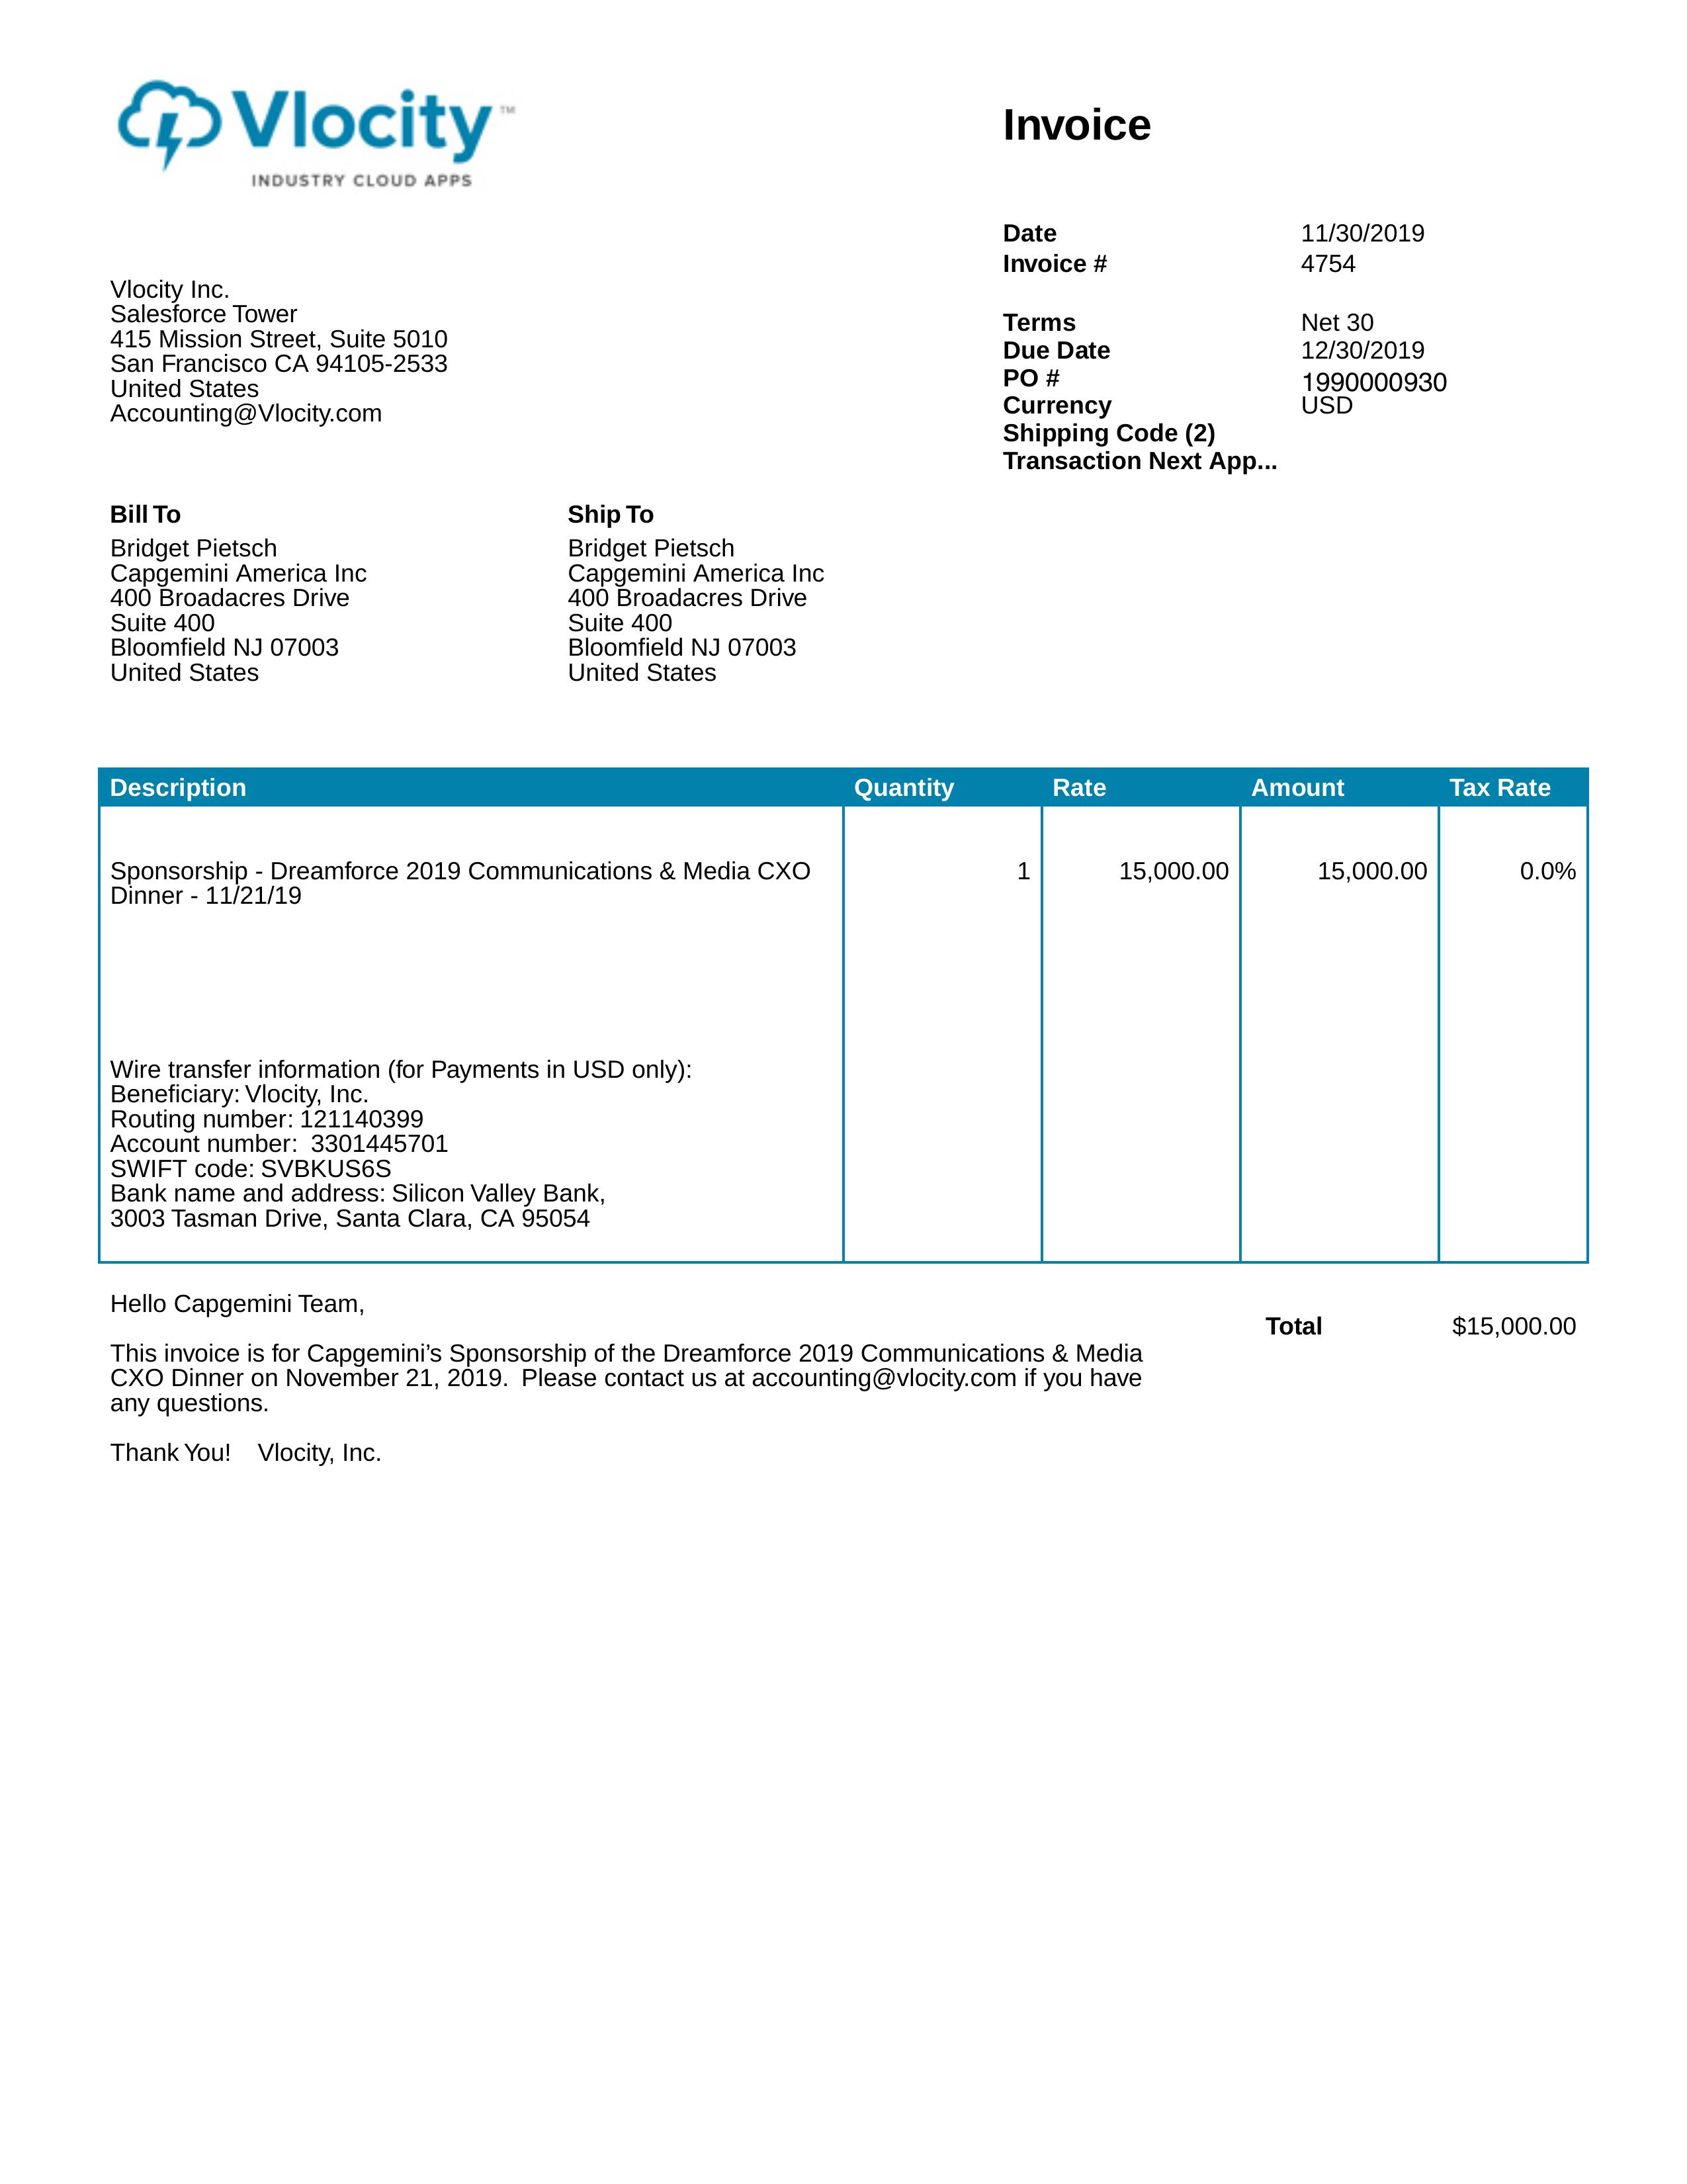 Vlocity™
INDUSTRY CLOUD APPS
Invoice
Date 11/30/2019
Invoice # 4754
Terms Net 30
Due Date 12/30/2019
PO # 1990000930
Currency USD
Shipping Code (2)
Transaction Next App...
Vlocity Inc.
Salesforce Tower
415 Mission Street, Suite 5010
San Francisco CA 94105-2533
United States
Accounting@Vlocity.com
Bill To
Bridget Pietsch
Capgemini America Inc
400 Broadacres Drive
Suite 400
Bloomfield NJ 07003
United States
Ship To
Bridget Pietsch
Capgemini America Inc
400 Broadacres Drive
Suite 400
Bloomfield NJ 07003
United States
Description Quantity Rate Amount Tax Rate
Sponsorship - Dreamforce 2019 Communications & Media CXO 1 15,000.00 15,000.00 0.0%
Dinner - 11/21/19
Wire transfer information (for Payments in USD only):
Beneficiary: Vlocity, Inc.
Routing number: 121140399
Account number:  3301445701
SWIFT code: SVBKUS6S
Bank name and address: Silicon Valley Bank,
3003 Tasman Drive, Santa Clara, CA 95054
Hello Capgemini Team,
Total $15,000.00
This invoice is for Capgemini’s Sponsorship of the Dreamforce 2019 Communications & Media
CXO Dinner on November 21, 2019.  Please contact us at accounting@vlocity.com if you have
any questions.
Thank You!    Vlocity, Inc.